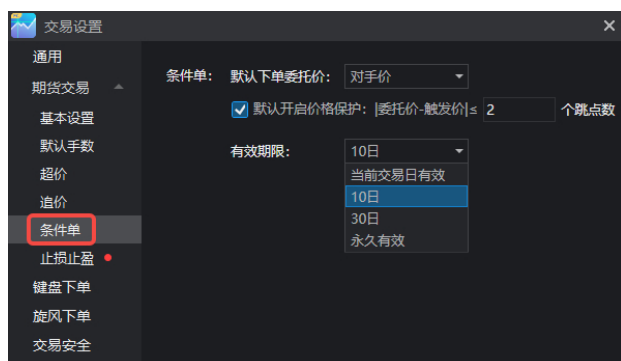 交易设置
通用
期货交易
基本设置
默认手数
超价
追价
条件单
止损止盈
键盘下单
旋风下单
交易安全
条件单： 默认下单委托价： 对手价
默认开启价格保护：|委托价-触发价|≤ 2 个跳点数
有效期限： 10日
当前交易日有效
10日
30日
永久有效